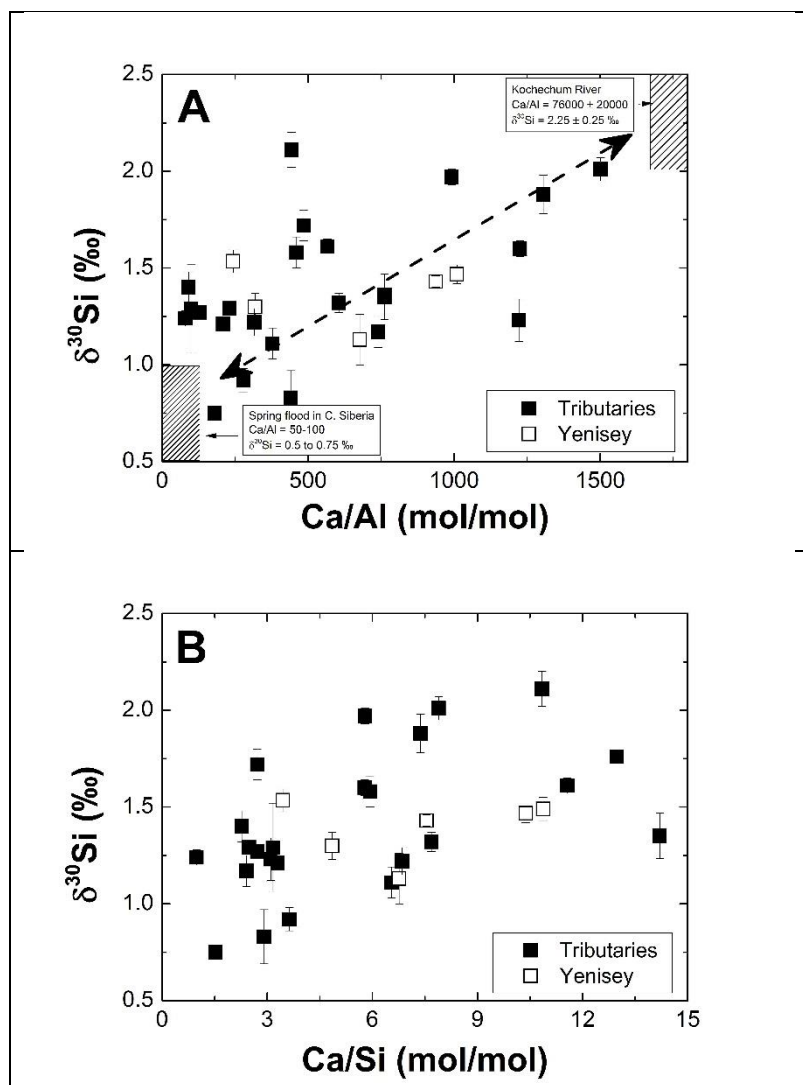 A
2.5
2.0
1.5
1.0
0.5
δ³⁰Si (‰)
Kochechum River
Ca/Al = 76000 + 20000
δ³⁰Si = 2.25 ± 0.25 ‰
Spring flood in C. Siberia
Ca/Al = 50-100
δ³⁰Si = 0.5 to 0.75 ‰
Tributaries
Yenisey
0 500 1000 1500
Ca/Al (mol/mol)
B
2.5
2.0
1.5
1.0
0.5
δ³⁰Si (‰)
Tributaries
Yenisey
0 3 6 9 12 15
Ca/Si (mol/mol)